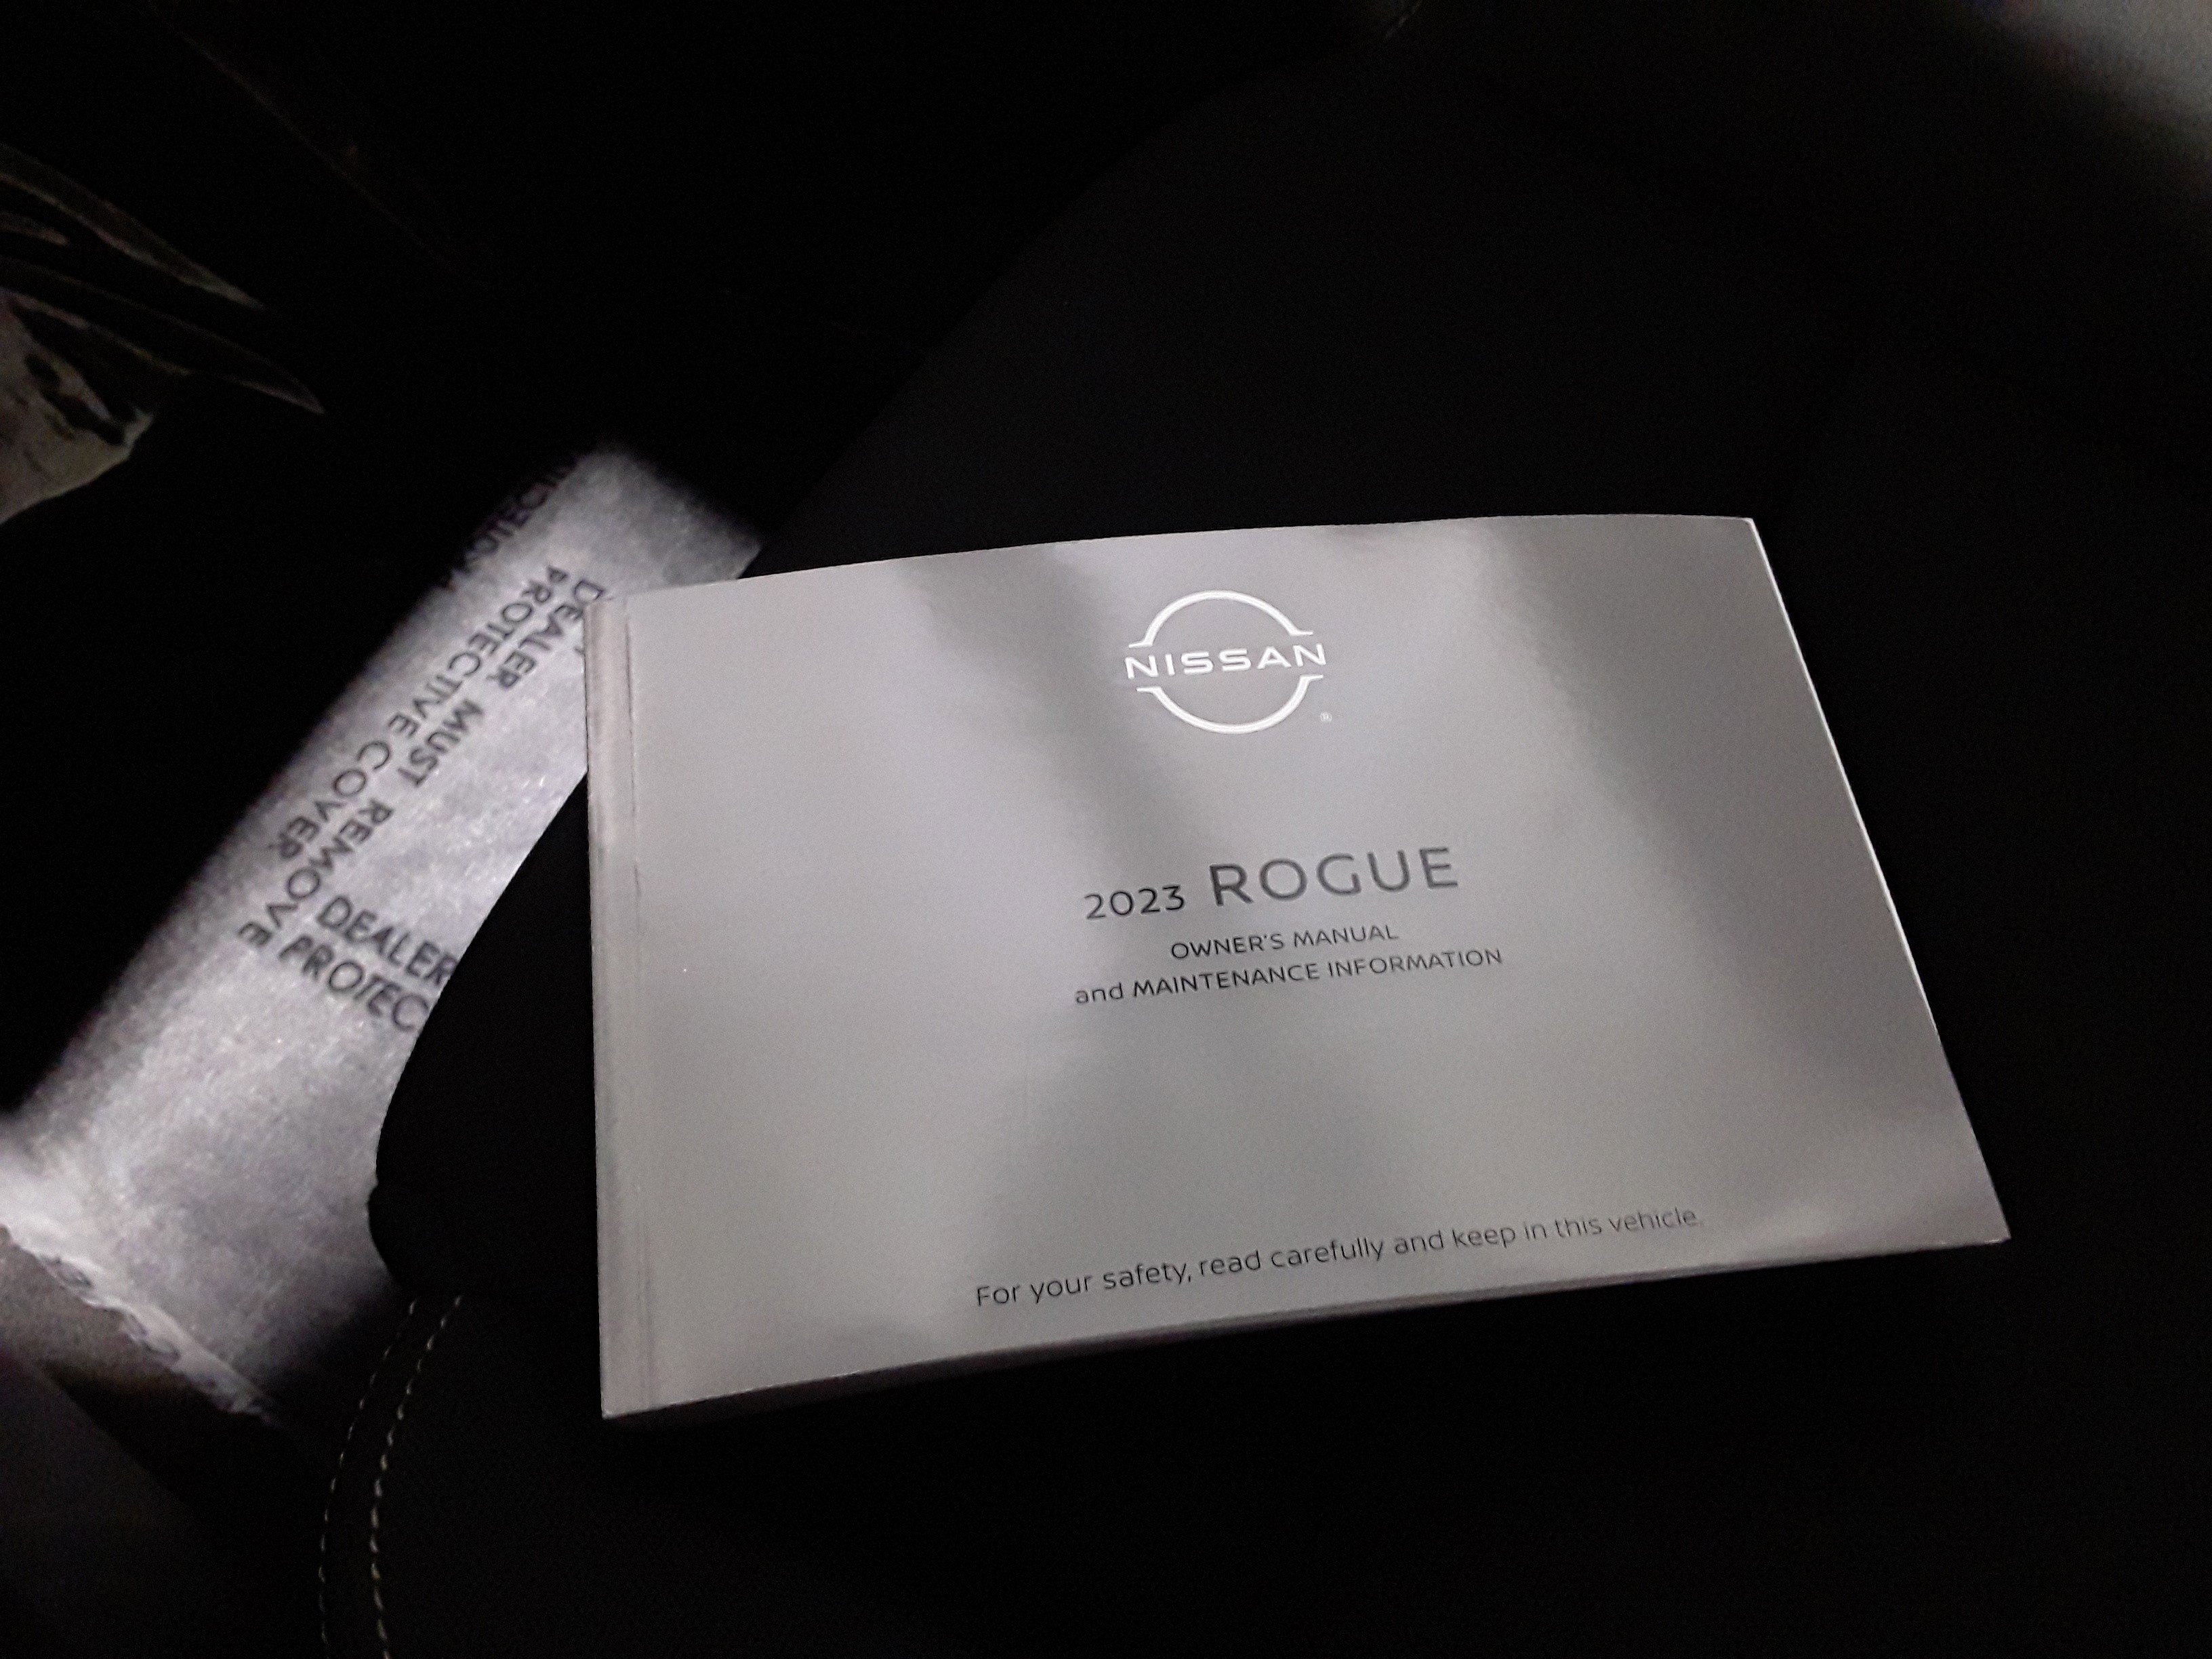 NISSAN
®
2023 ROGUE
OWNER'S MANUAL
and MAINTENANCE INFORMATION
For your safety, read carefully and keep in this vehicle.
DEALER MUST REMOVE
PROTECTIVE COVER
DEALER
PROTEC